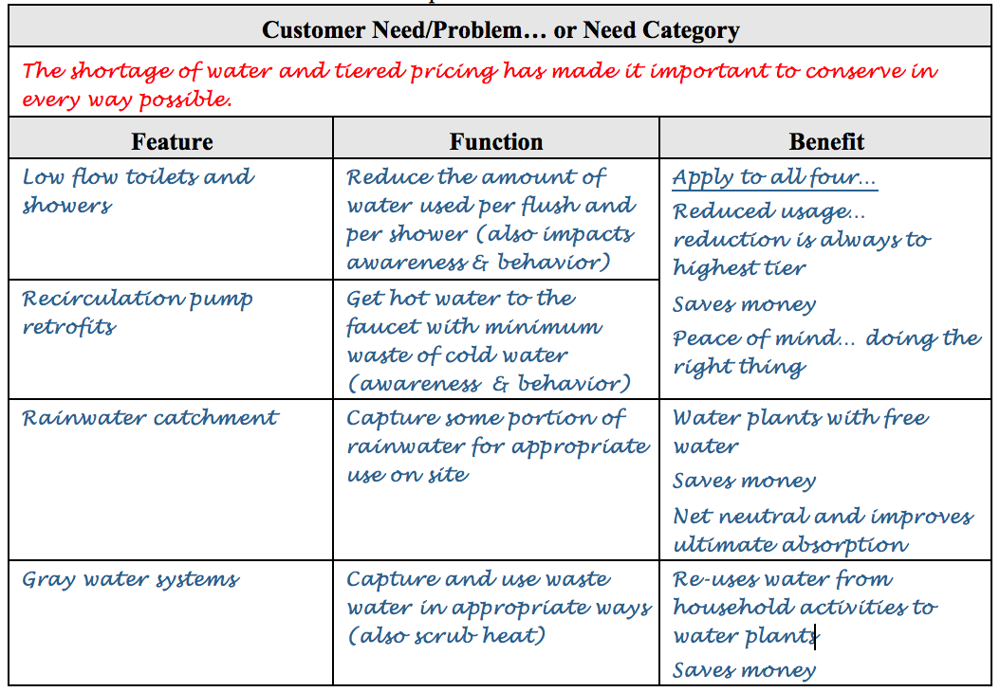 Customer Need/Problem… or Need Category
The shortage of water and tiered pricing has made it important to conserve in
every way possible.
Feature
Function
Benefit
Low flow toilets and
showers
Reduce the amount of
water used per flush and
per shower (also impacts
awareness & behavior)
Apply to all four…
Reduced usage…
reduction is always to
highest tier
Saves money
Peace of mind… doing the
right thing
Recirculation pump
retrofits
Get hot water to the
faucet with minimum
waste of cold water
(awareness & behavior)
Rainwater catchment
Capture some portion of
rainwater for appropriate
use on site
Water plants with free
water
Saves money
Net neutral and improves
ultimate absorption
Gray water systems
Capture and use waste
water in appropriate ways
(also scrub heat)
Re-uses water from
household activities to
water plants
Saves money